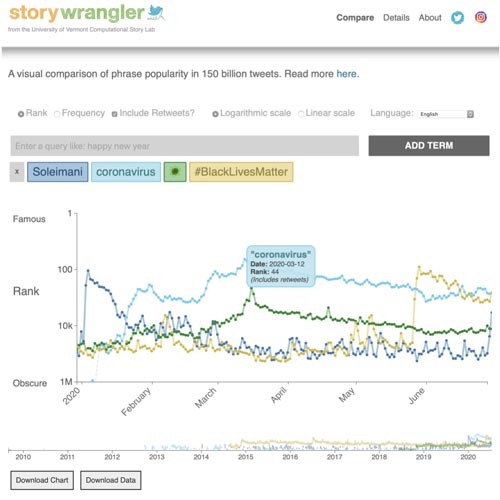 storywrangler
from the University of Vermont Computational Story Lab
Compare Details About
A visual comparison of phrase popularity in 150 billion tweets. Read more here.
Rank Frequency Include Retweets? Logarithmic scale Linear scale Language: English
Enter a query like: happy new year
ADD TERM
x Soleimani coronavirus #BlackLivesMatter
Famous
1
"coronavirus"
Date: 2020-03-12
Rank: 44
(includes retweets)
100
Rank
10k
Obscure
1M
2020 February March April May June
2010 2011 2012 2013 2014 2015 2016 2017 2018 2019 2020
Download Chart Download Data